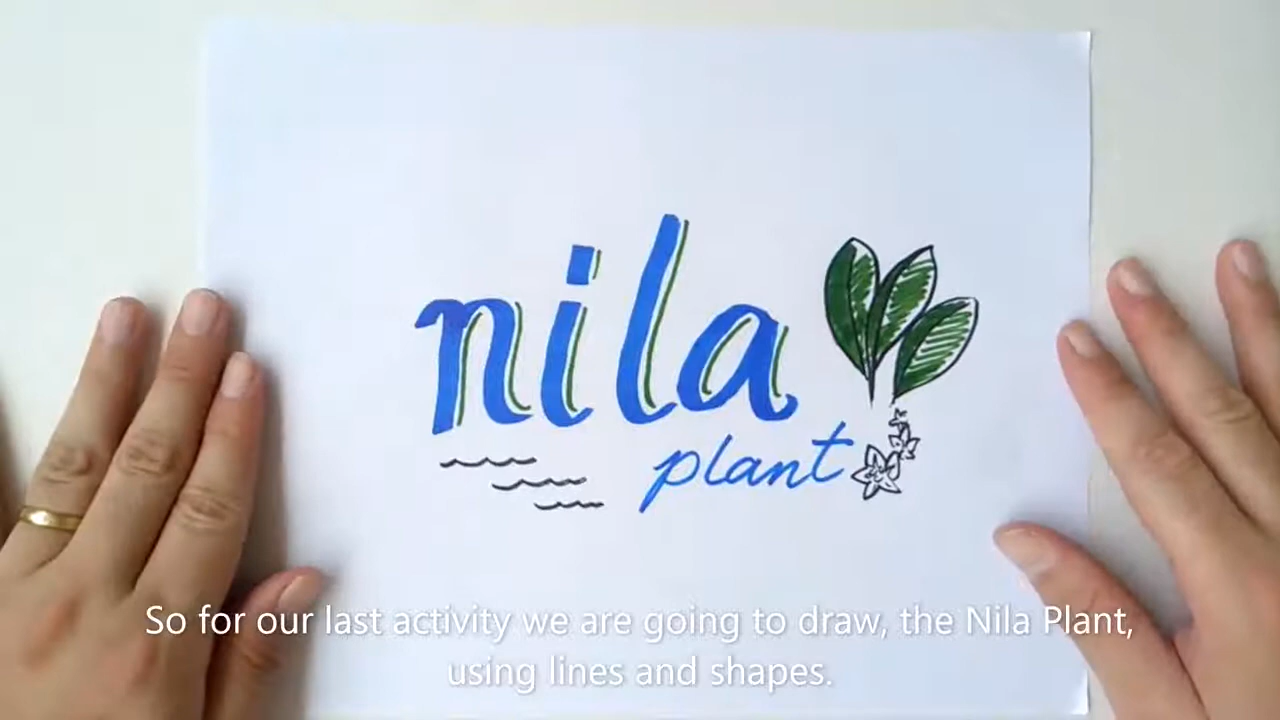 nila
plant
So for our last activity we are going to draw, the Nila Plant,
using lines and shapes.